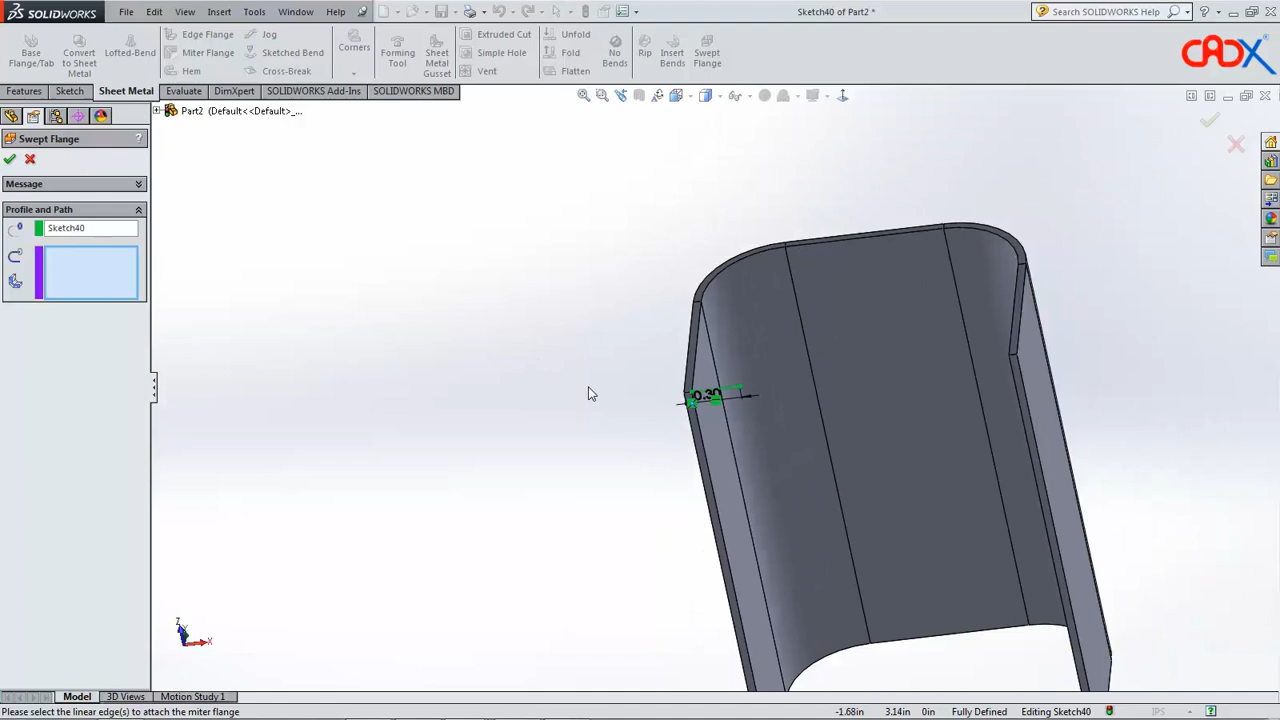 SOLIDWORKS File Edit View Insert Tools Window Help Sketch40 of Part2 * Search SOLIDWORKS Help
Base Flange/Tab Convert to Sheet Metal Lofted-Bend Edge Flange Miter Flange Hem Jog Sketched Bend Cross-Break Corners Forming Tool Sheet Metal Gusset Extruded Cut Simple Hole Vent Unfold Fold Flatten No Bends Rip Insert Bends Swept Flange CADX
Features Sketch Sheet Metal Evaluate DimXpert SOLIDWORKS Add-Ins SOLIDWORKS MBD
Part2 (Default<<Default>_...
Swept Flange ?
Message
Profile and Path
Sketch40
0.30
Z
Y
X
Model 3D Views Motion Study 1
Please select the linear edge(s) to attach the miter flange -1.68in 3.14in 0in Fully Defined Editing Sketch40 IPS